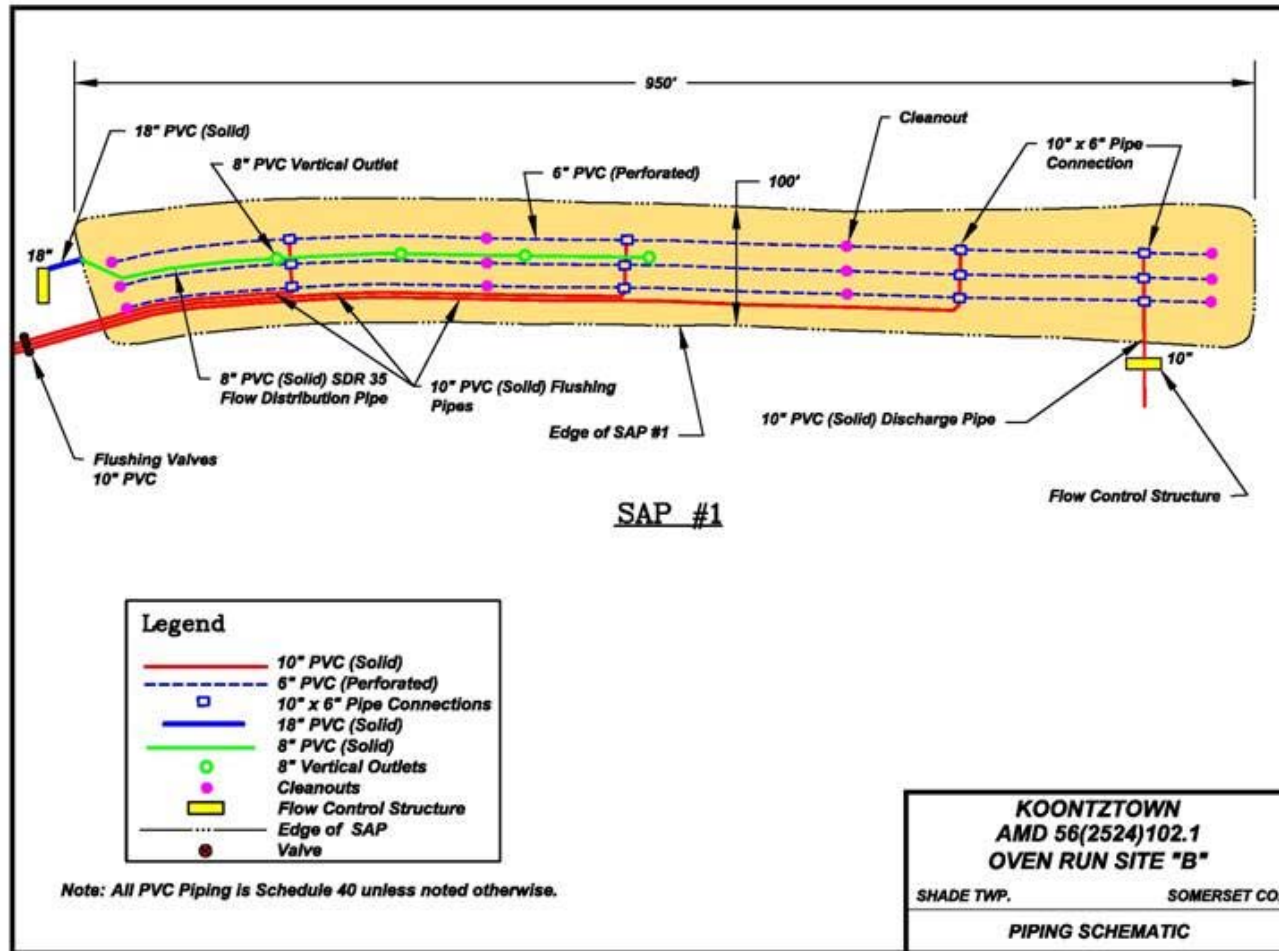 950'
18" PVC (Solid)
Cleanout
8" PVC Vertical Outlet
10" x 6" Pipe
Connection
6" PVC (Perforated)
100'
18"
8" PVC (Solid) SDR 35
Flow Distribution Pipe
10" PVC (Solid) Flushing
Pipes
10"
10" PVC (Solid) Discharge Pipe
Edge of SAP #1
Flushing Valves
10" PVC
Flow Control Structure
SAP #1
Legend
10" PVC (Solid)
6" PVC (Perforated)
10" x 6" Pipe Connections
18" PVC (Solid)
8" PVC (Solid)
8" Vertical Outlets
Cleanouts
Flow Control Structure
Edge of SAP
Valve
Note: All PVC Piping is Schedule 40 unless noted otherwise.
KOONTZTOWN
AMD 56(2524)102.1
OVEN RUN SITE "B"
SHADE TWP. SOMERSET CO.
PIPING SCHEMATIC